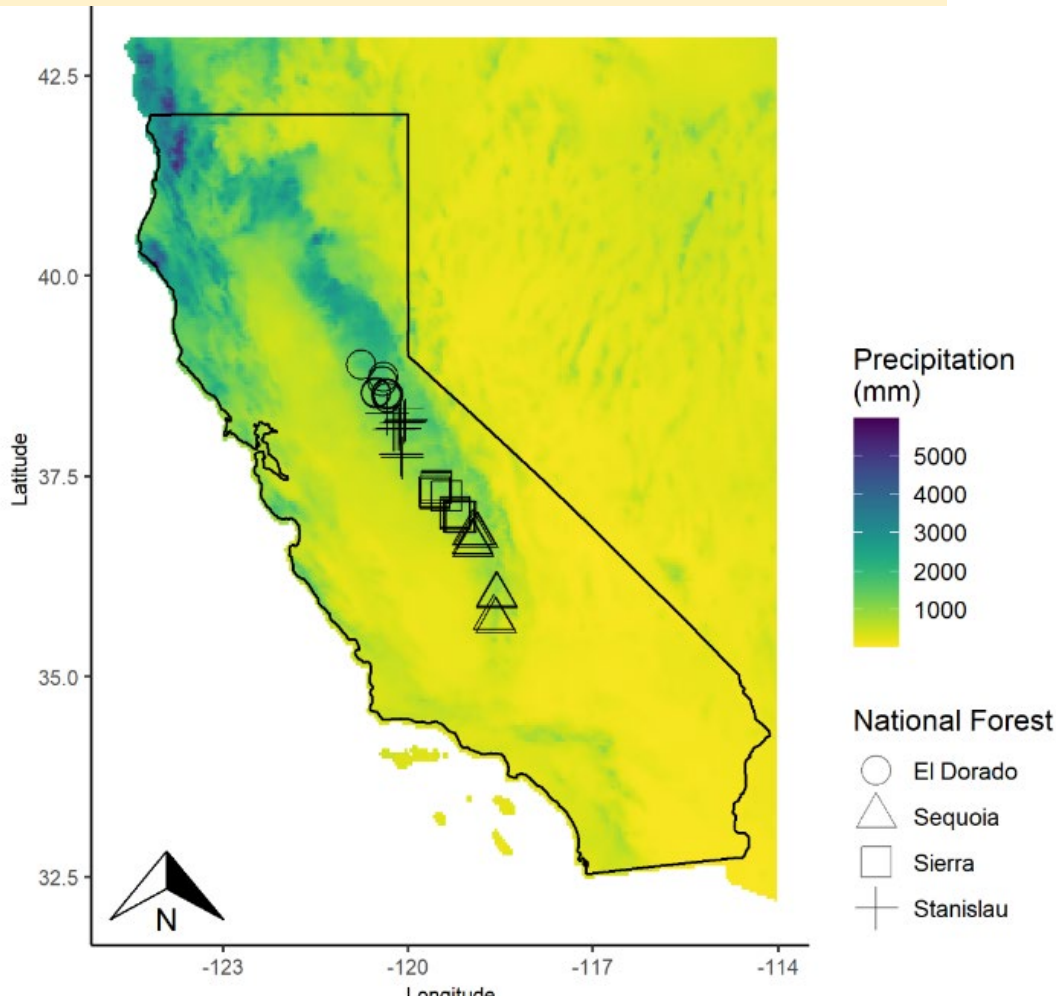 42.5
40.0
37.5
35.0
32.5
Latitude
N
-123
-120
-117
-114
Longitude
Precipitation
(mm)
5000
4000
3000
2000
1000
National Forest
El Dorado
Sequoia
Sierra
Stanislau